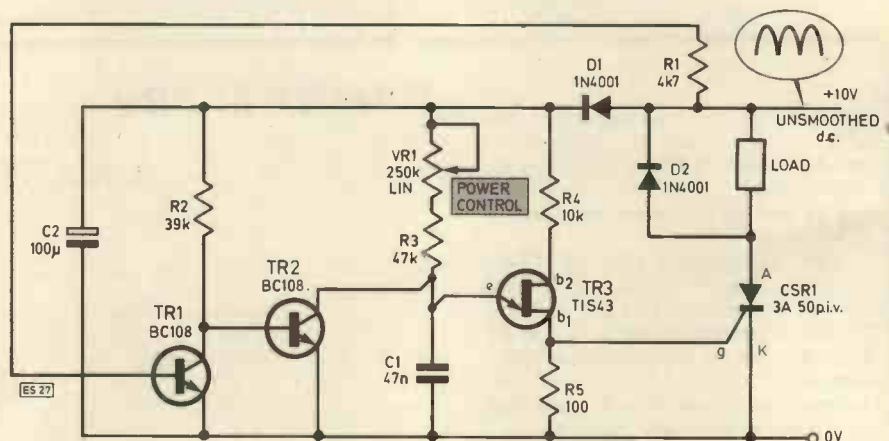 D1
1N4001
R1
4k7
+10V
UNSMOOTHED
d.c.
VR1
250k
LIN
POWER
CONTROL
R4
10k
D2
1N4001
LOAD
R2
39k
C2
100µ
R3
47k
TR2
BC108.
TR1
BC108
e
b2
b1
TR3
TIS43
A
CSR1
3A 50p.i.v.
g
K
C1
47n
R5
100
ES 27
0V